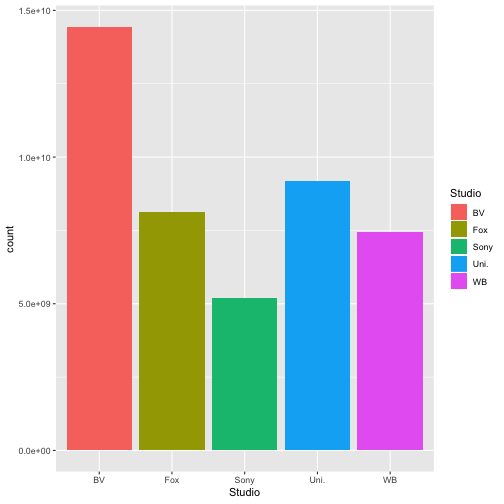 1.5e+10
1.0e+10
5.0e+09
0.0e+00
count
BV Fox Sony Uni. WB
Studio
Studio
BV
Fox
Sony
Uni.
WB